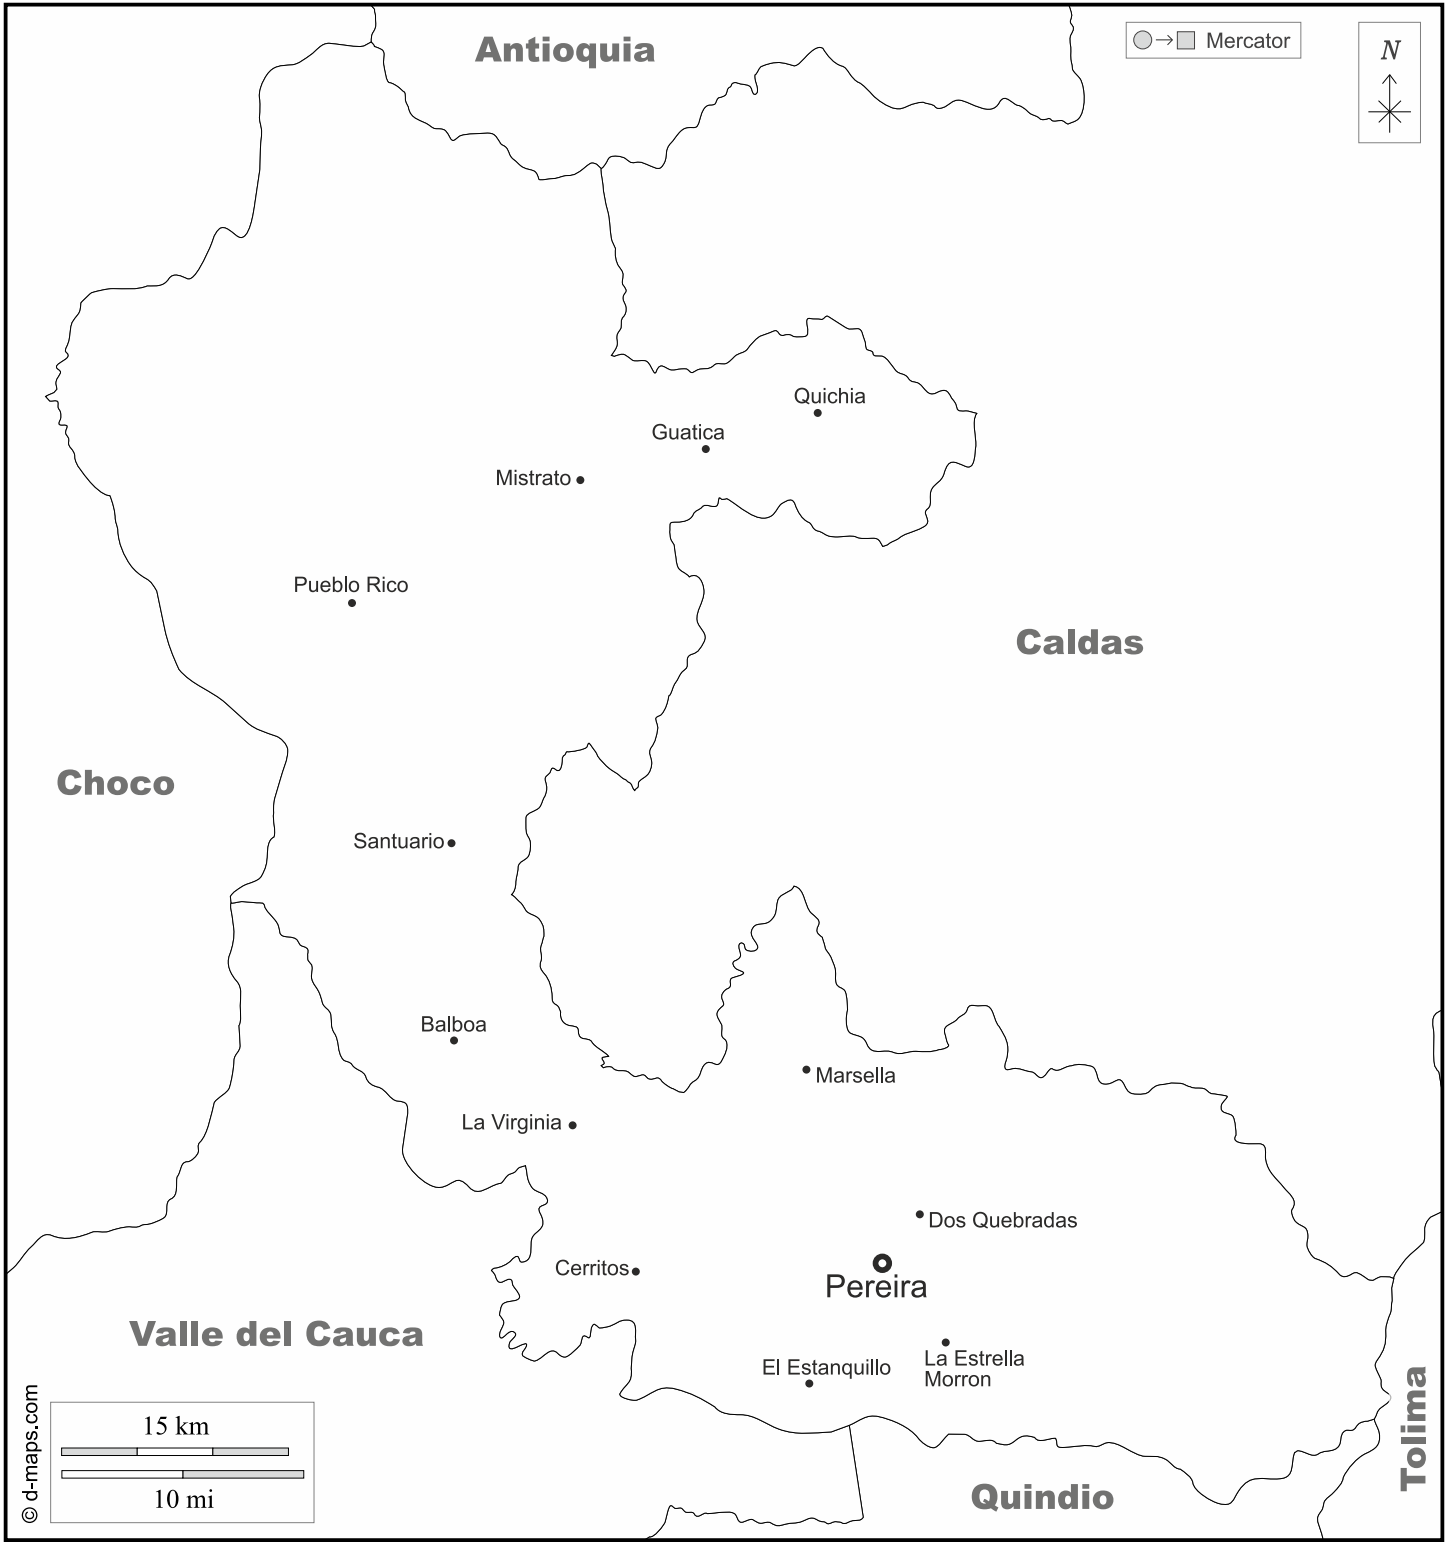 Antioquia
Mercator
N
Quichia
Guatica
Mistrato
Pueblo Rico
Caldas
Choco
Santuario
Balboa
Marsella
La Virginia
Dos Quebradas
Cerritos
Pereira
Valle del Cauca
La Estrella
Morron
El Estanquillo
Tolima
15 km
10 mi
© d-maps.com
Quindio